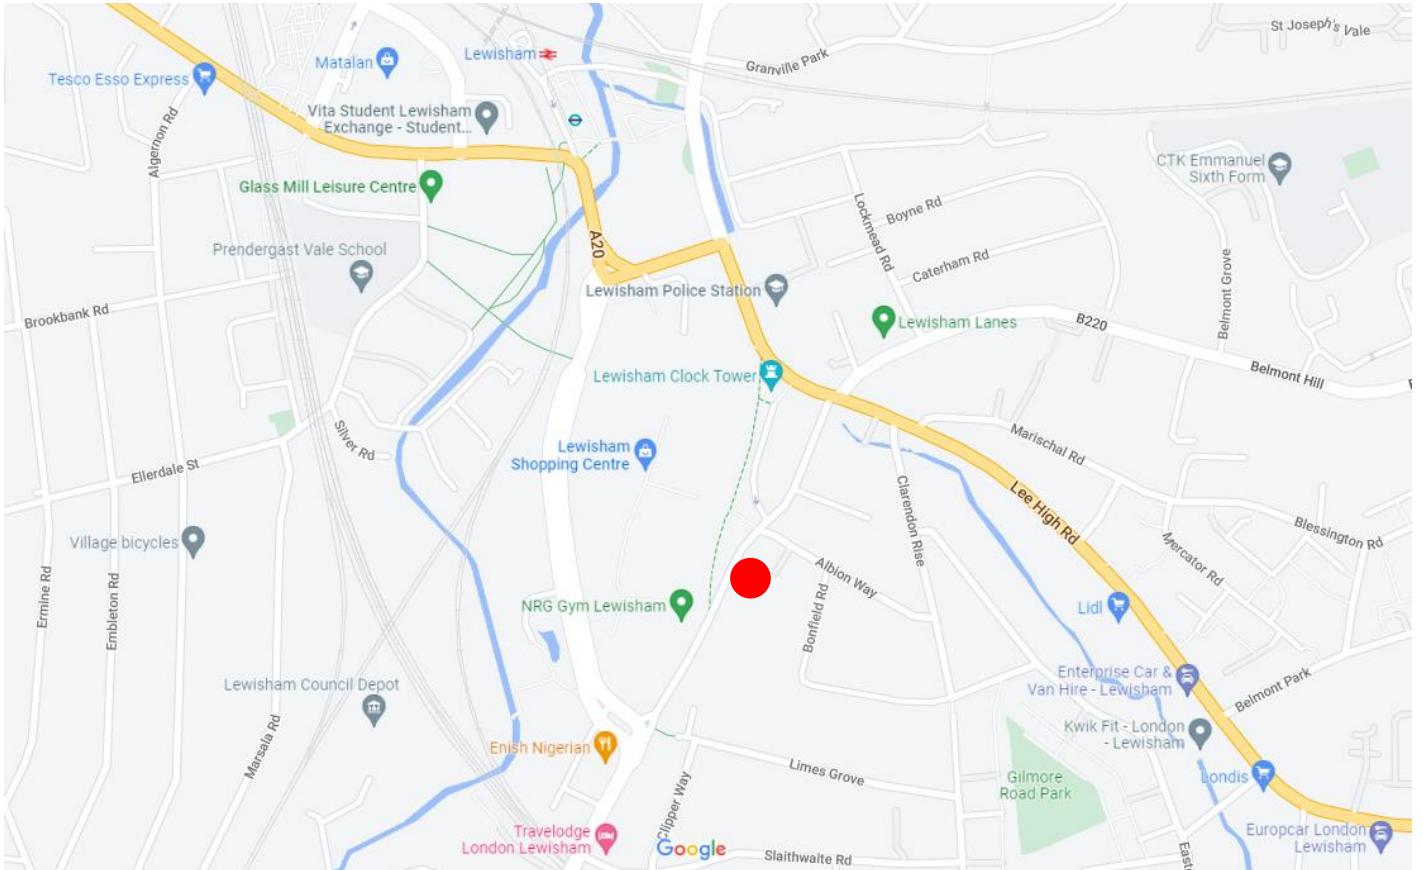 St Joseph's Vale
Granville Park
Lewisham
Matalan
Tesco Esso Express
Vita Student Lewisham
Exchange - Student...
Algernon Rd
CTK Emmanuel
Sixth Form
Glass Mill Leisure Centre
Lockmead Rd
Boyne Rd
A20
Prendergast Vale School
Caterham Rd
Belmont Grove
Lewisham Police Station
Brookbank Rd
Lewisham Lanes
B220
Lewisham Clock Tower
Belmont Hill
Silver Rd
Marischal Rd
Lewisham
Shopping Centre
Ellerdale St
Clarendon Rise
Lee High Rd
Blessington Rd
Village bicycles
Mercator Rd
Albion Way
Ermine Rd
Embleton Rd
NRG Gym Lewisham
Bonfield Rd
Lidl
Enterprise Car &
Van Hire - Lewisham
Belmont Park
Lewisham Council Depot
Marsala Rd
Kwik Fit - London
- Lewisham
Enish Nigerian
Limes Grove
Gilmore
Road Park
Londis
Clipper Way
Travelodge
London Lewisham
Google
Slaithwaite Rd
Europcar London
Lewisham